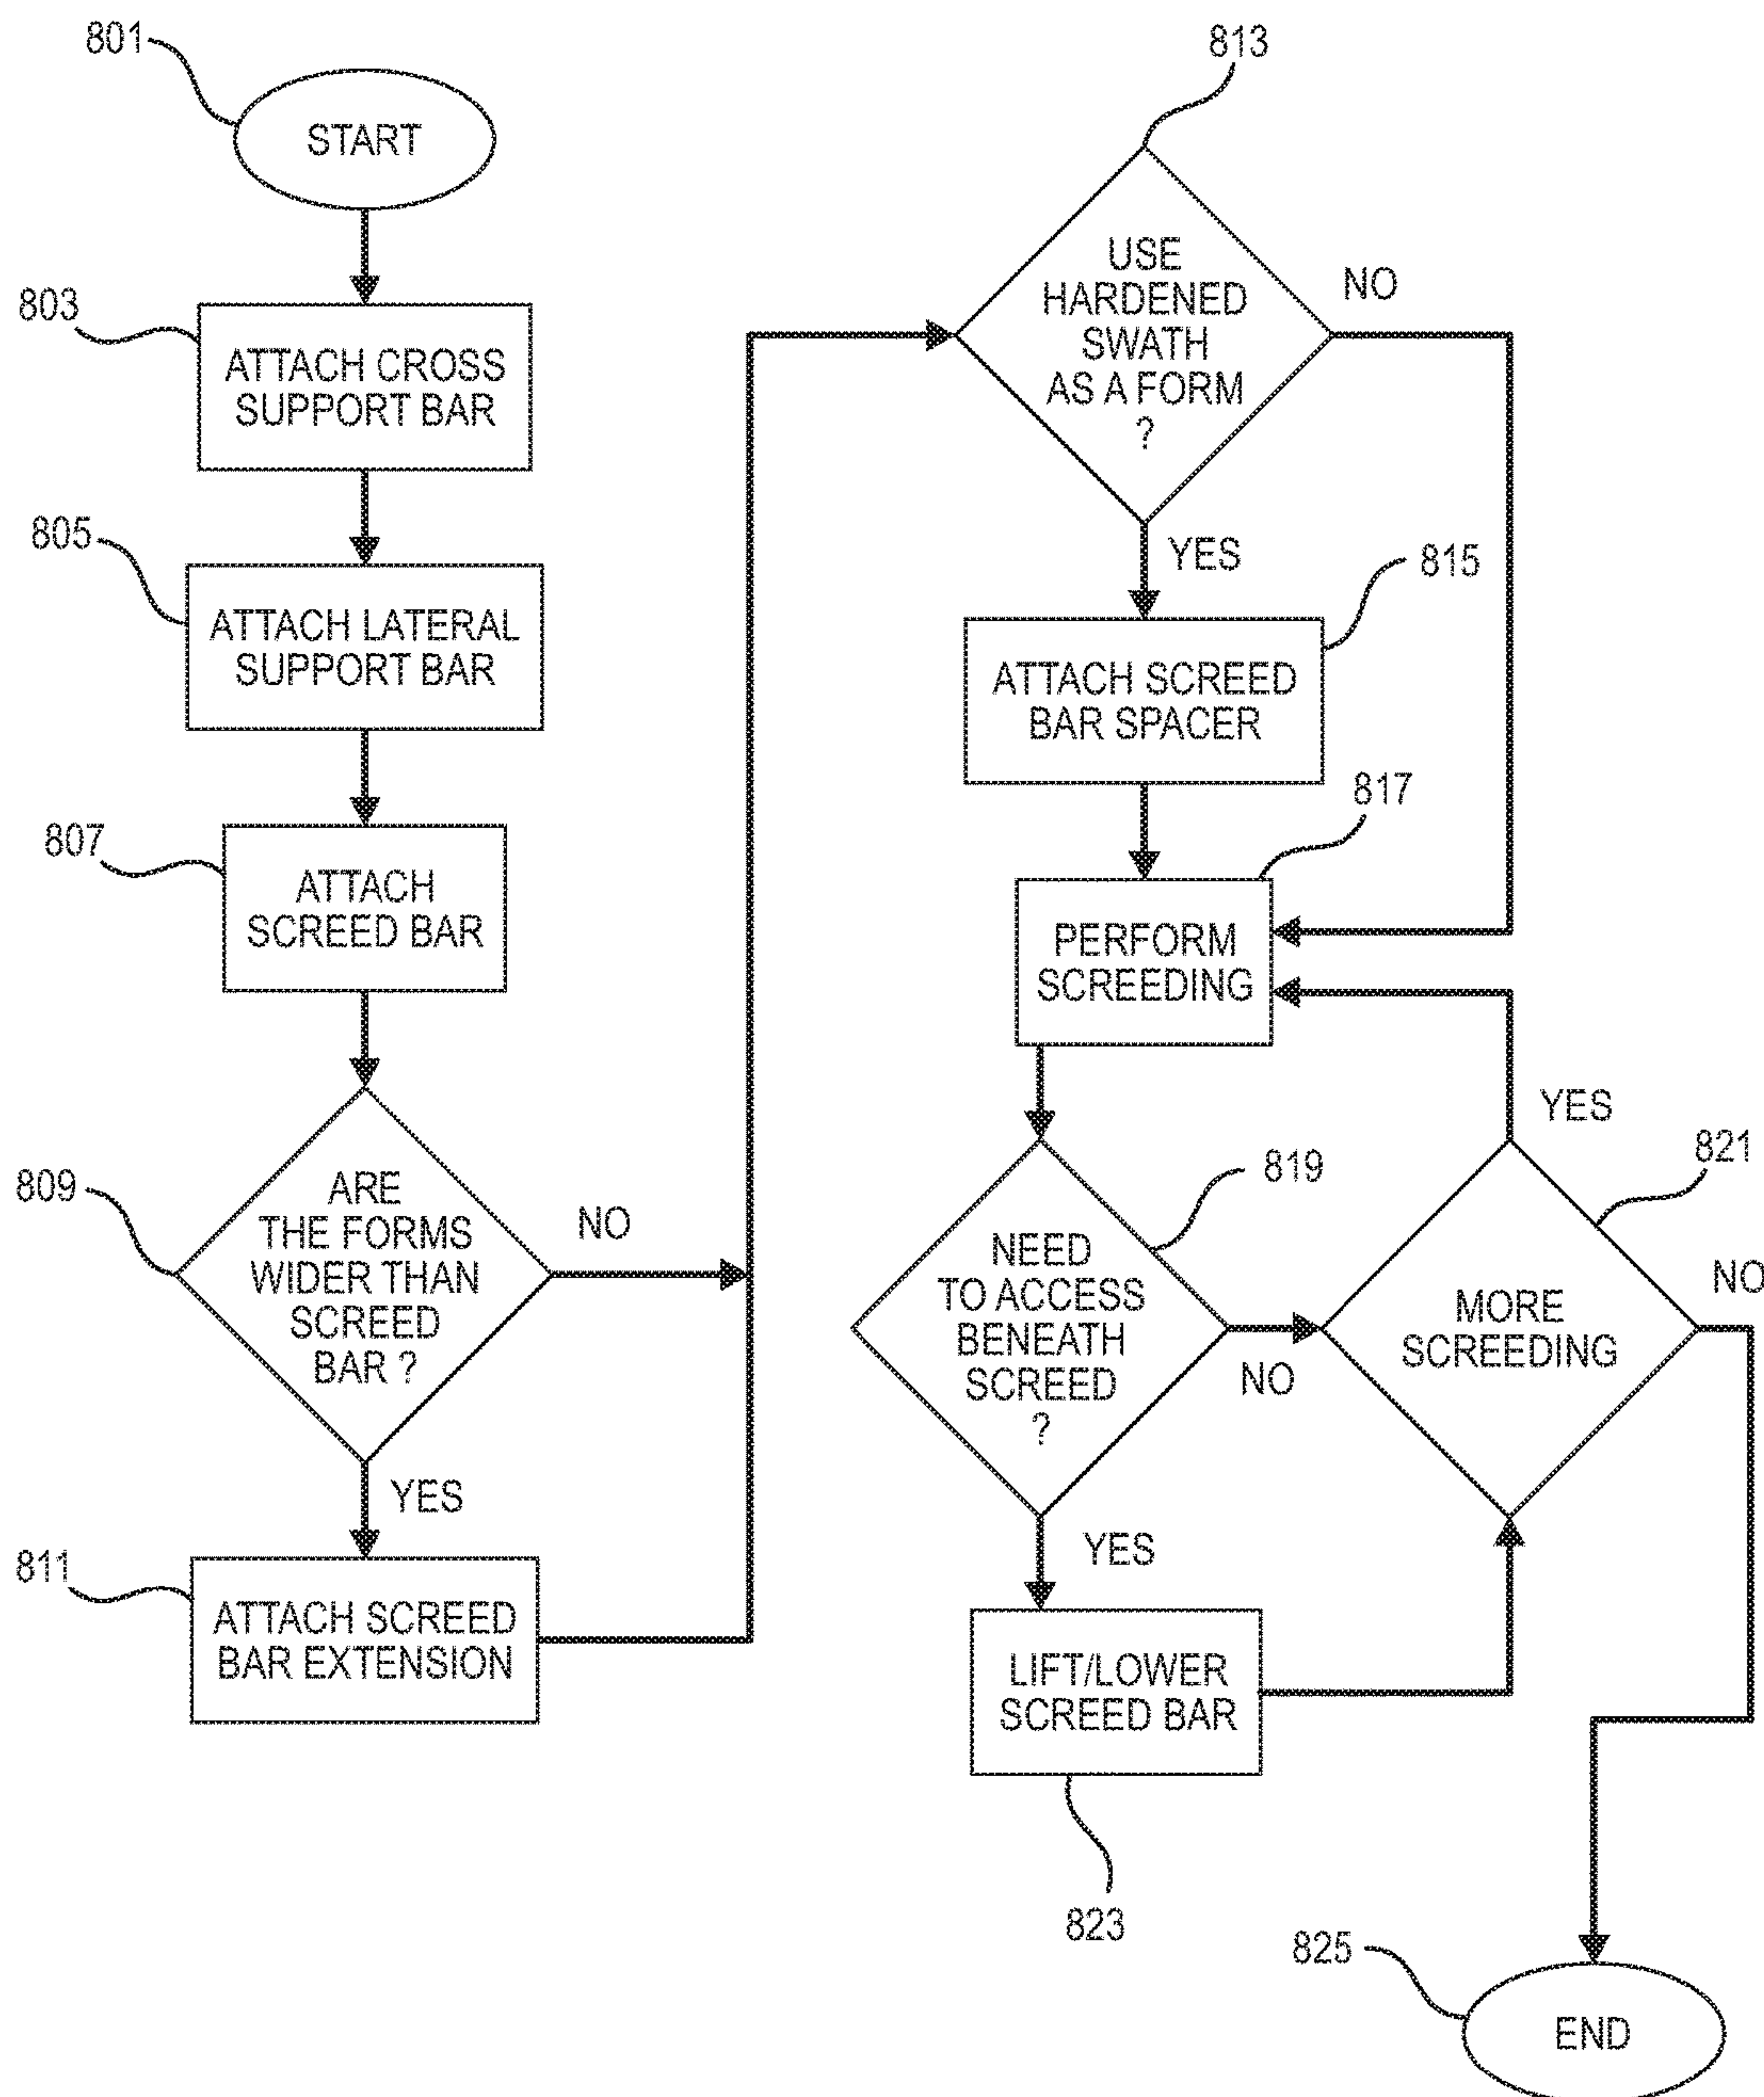 801
START
803
ATTACH CROSS
SUPPORT BAR
805
ATTACH LATERAL
SUPPORT BAR
807
ATTACH
SCREED BAR
809
ARE
THE FORMS
WIDER THAN
SCREED
BAR ?
NO
YES
811
ATTACH SCREED
BAR EXTENSION
813
USE
HARDENED
SWATH
AS A FORM
?
NO
YES
815
ATTACH SCREED
BAR SPACER
817
PERFORM
SCREEDING
819
NEED
TO ACCESS
BENEATH
SCREED
?
NO
YES
821
MORE
SCREEDING
YES
NO
LIFT/LOWER
SCREED BAR
823
825
END